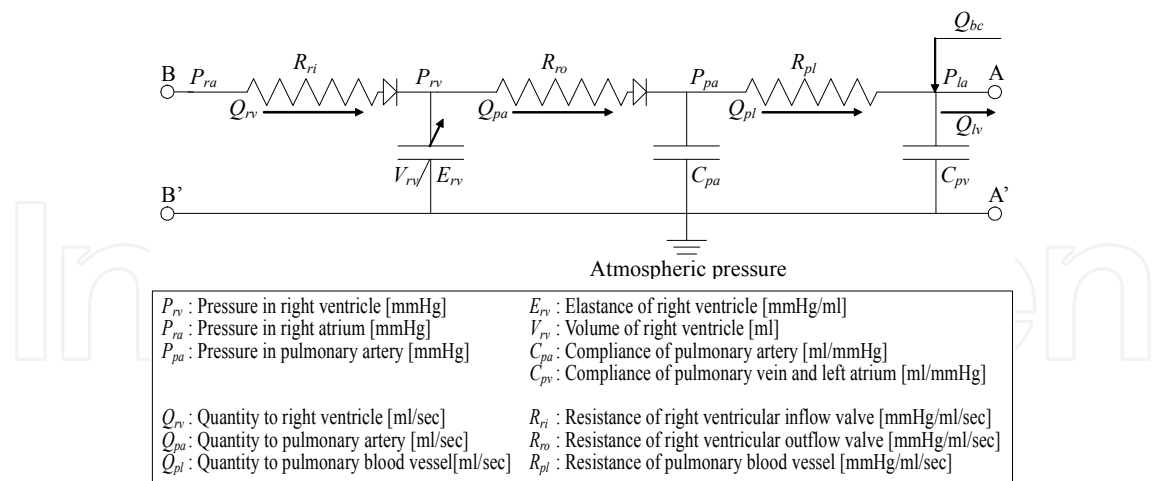 Q_bc
B P_ra R_ri P_rv R_ro P_pa R_pl P_la A
Q_rv Q_pa Q_pl Q_lv
V_rv E_rv C_pa C_pv
B' A'
Atmospheric pressure
P_rv : Pressure in right ventricle [mmHg]
P_ra : Pressure in right atrium [mmHg]
P_pa : Pressure in pulmonary artery [mmHg]
E_rv : Elastance of right ventricle [mmHg/ml]
V_rv : Volume of right ventricle [ml]
C_pa : Compliance of pulmonary artery [ml/mmHg]
C_pv : Compliance of pulmonary vein and left atrium [ml/mmHg]
Q_rv : Quantity to right ventricle [ml/sec]
Q_pa : Quantity to pulmonary artery [ml/sec]
Q_pl : Quantity to pulmonary blood vessel[ml/sec]
R_ri : Resistance of right ventricular inflow valve [mmHg/ml/sec]
R_ro : Resistance of right ventricular outflow valve [mmHg/ml/sec]
R_pl : Resistance of pulmonary blood vessel [mmHg/ml/sec]